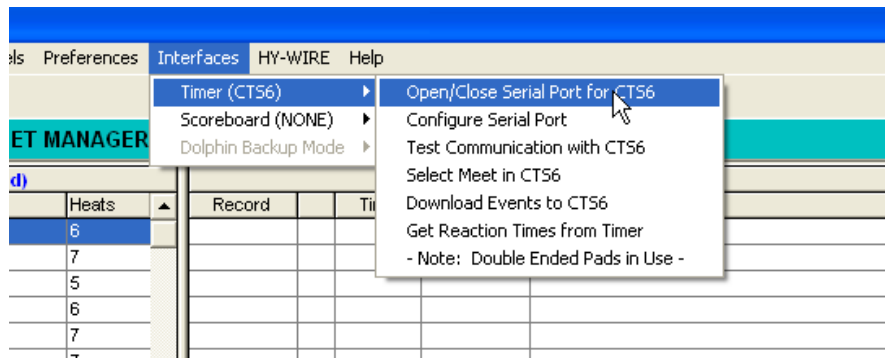 els Preferences Interfaces HY-WIRE Help
Timer (CTS6) Open/Close Serial Port for CTS6
Scoreboard (NONE) Configure Serial Port
ET MANAGER Dolphin Backup Mode Test Communication with CTS6
d) Select Meet in CTS6
Heats Record Ti Download Events to CTS6
6 Get Reaction Times from Timer
7 - Note: Double Ended Pads in Use -
5
6
7